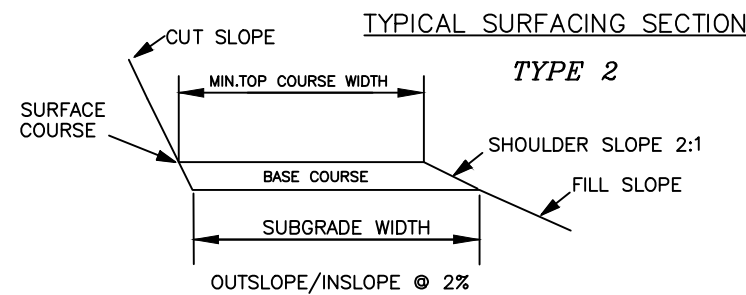 TYPICAL SURFACING SECTION
TYPE 2
CUT SLOPE
MIN.TOP COURSE WIDTH
SURFACE
COURSE
SHOULDER SLOPE 2:1
BASE COURSE
FILL SLOPE
SUBGRADE WIDTH
OUTSLOPE/INSLOPE @ 2%